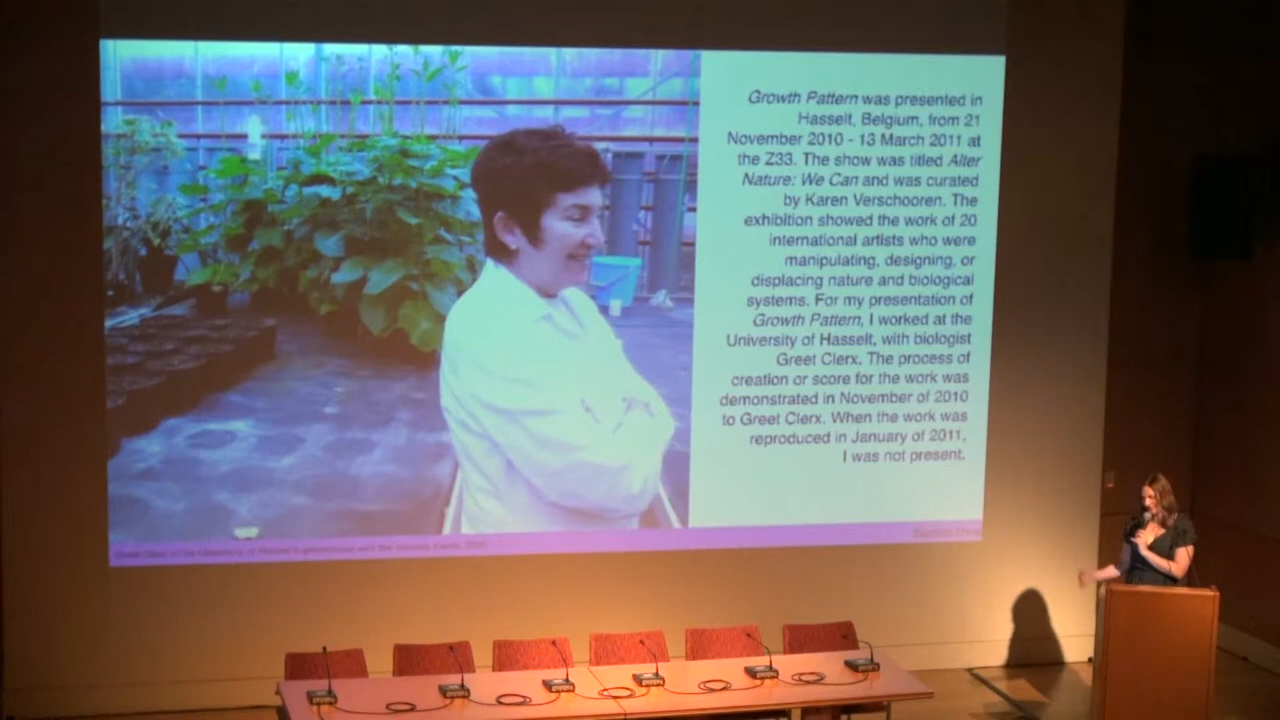 Growth Pattern was presented in
Hasselt, Belgium, from 21
November 2010 - 13 March 2011 at
the Z33. The show was titled Alter
Nature: We Can and was curated
by Karen Verschooren. The
exhibition showed the work of 20
international artists who were
manipulating, designing, or
displacing nature and biological
systems. For my presentation of
Growth Pattern, I worked at the
University of Hasselt, with biologist
Greet Clerx. The process of
creation or score for the work was
demonstrated in November of 2010
to Greet Clerx. When the work was
reproduced in January of 2011,
I was not present.